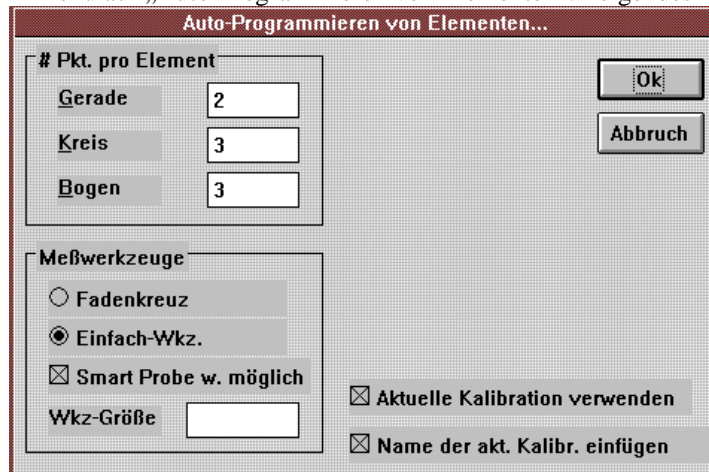 Auto-Programmieren von Elementen...
# Pkt. pro Element
Gerade 2
Kreis 3
Bogen 3
Ok
Abbruch
Meßwerkzeuge
Fadenkreuz
Einfach-Wkz.
Smart Probe w. möglich
Wkz-Größe
Aktuelle Kalibration verwenden
Name der akt. Kalibr. einfügen